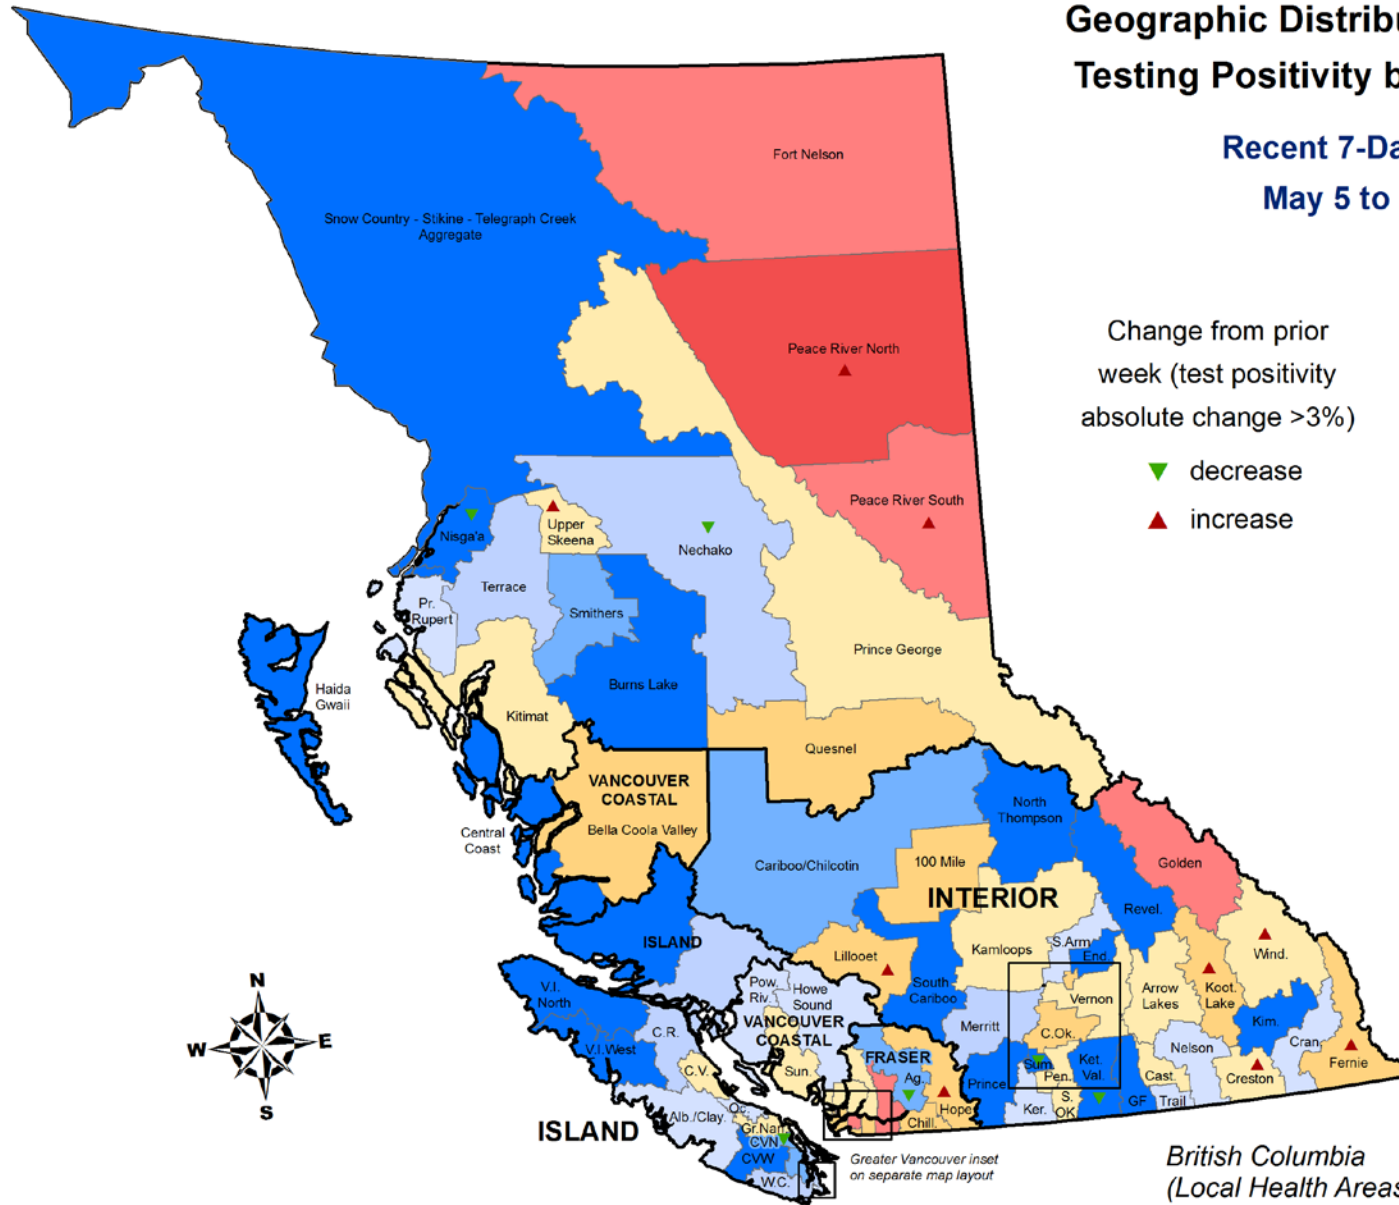 Geographic Distribu
Testing Positivity b
Recent 7-Da
May 5 to
Change from prior
week (test positivity
absolute change >3%)
decrease
increase
Fort Nelson
Snow Country - Stikine - Telegraph Creek
Aggregate
Peace River North
Peace River South
Nisga'a
Upper
Skeena
Nechako
Terrace
Pr.
Rupert
Smithers
Prince George
Burns Lake
Haida
Gwaii
Kitimat
Quesnel
VANCOUVER
COASTAL
Bella Coola Valley
Central
Coast
North
Thompson
Cariboo/Chilcotin
100 Mile
Golden
INTERIOR
Revel.
ISLAND
Lillooet
Kamloops
S.Arm
End.
Wind.
South
Cariboo
V.I.
North
Pow.
Riv.
Howe
Sound
Vernon
Arrow
Lakes
Koot.
Lake
Kim.
C.R.
VANCOUVER
COASTAL
Merritt
C.Ok.
V.I.West
FRASER
Nelson
Cran.
Fernie
C.V.
Sun.
Ag.
Prince
Sum.
Pen.
Ket.
Val.
Cast.
Creston
Alb./Clay.
Qu.
Hope
Ker.
S.
OK
GF
Trail
Chill.
ISLAND
Gr.Nan
CVN
CVW
W.C.
Greater Vancouver inset
on separate map layout
N
W
E
S
British Columbia
(Local Health Areas